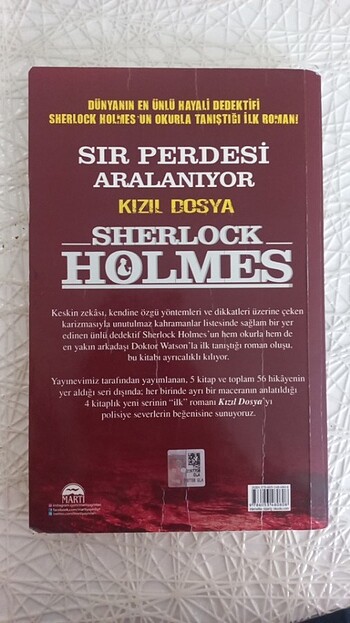 DÜNYANIN EN ÜNLÜ HAYALİ DEDEKTİFİ
SHERLOCK HOLMES'UN OKURLA TANIŞTIĞI İLK ROMAN!
SIR PERDESİ
ARALANIYOR
KIZIL DOSYA
SHERLOCK
HOLMES
Keskin zekâsı, kendine özgü yöntemleri ve dikkatleri üzerine çeken
karizmasıyla unutulmaz kahramanlar listesinde sağlam bir yer
edinen ünlü dedektif Sherlock Holmes'un hem okurla hem de
en yakın arkadaşı Doktor Watson'la ilk tanıştığı roman oluşu,
bu kitabı ayrıcalıklı kılıyor.
Yayınevimiz tarafından yayımlanan, 5 kitap ve toplam 56 hikâyenin
yer aldığı seri dışında; her birinde ayrı bir maceranın anlatıldığı
4 kitaplık yeni serinin "ilk" romanı Kızıl Dosya'yı
polisiye severlerin beğenisine sunuyoruz.
MARTI